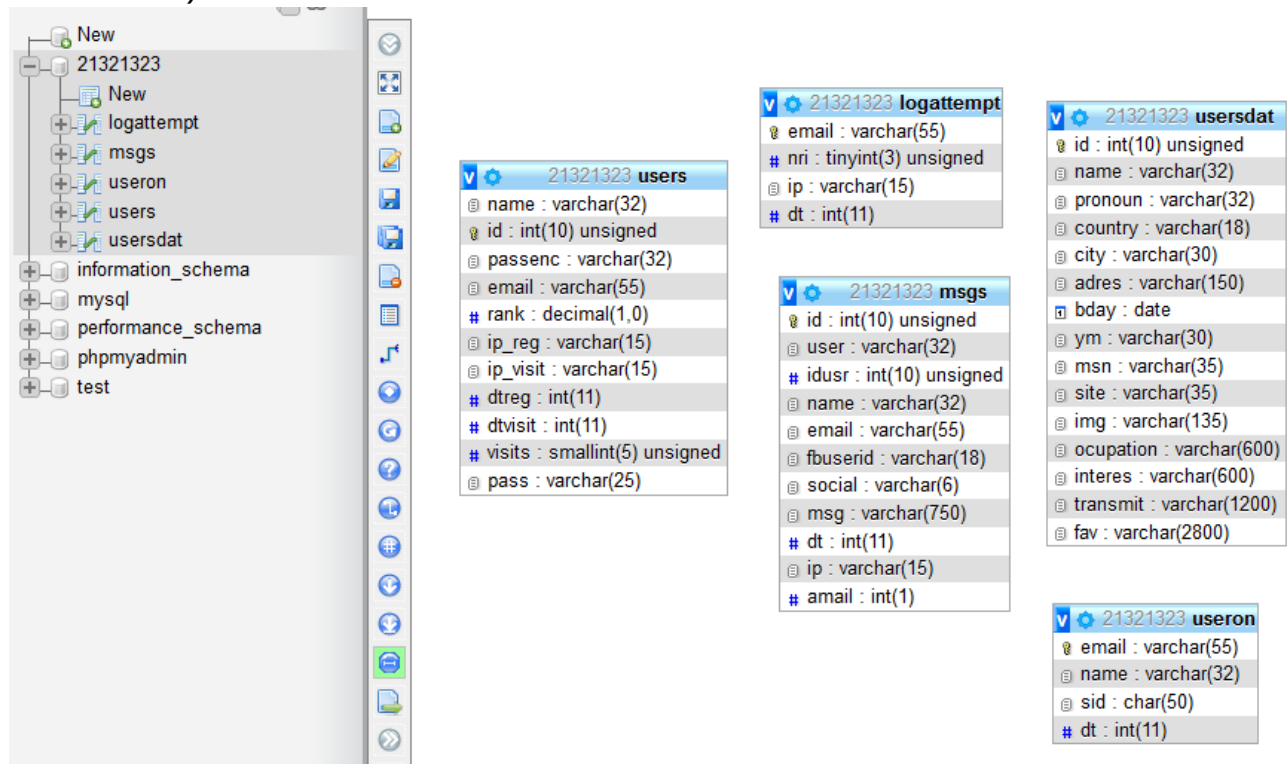 )
New
21321323
New
logattempt
msgs
useron
users
usersdat
information_schema
mysql
performance_schema
phpmyadmin
test
v 21321323 users
name : varchar(32)
id : int(10) unsigned
passenc : varchar(32)
email : varchar(55)
# rank : decimal(1,0)
ip_reg : varchar(15)
ip_visit : varchar(15)
# dtreg : int(11)
# dtvisit : int(11)
# visits : smallint(5) unsigned
pass : varchar(25)
v 21321323 logattempt
email : varchar(55)
# nri : tinyint(3) unsigned
ip : varchar(15)
# dt : int(11)
v 21321323 msgs
id : int(10) unsigned
user : varchar(32)
# idusr : int(10) unsigned
name : varchar(32)
email : varchar(55)
fbuserid : varchar(18)
social : varchar(6)
msg : varchar(750)
# dt : int(11)
ip : varchar(15)
# amail : int(1)
v 21321323 usersdat
id : int(10) unsigned
name : varchar(32)
pronoun : varchar(32)
country : varchar(18)
city : varchar(30)
adres : varchar(150)
bday : date
ym : varchar(30)
msn : varchar(35)
site : varchar(35)
img : varchar(135)
ocupation : varchar(600)
interes : varchar(600)
transmit : varchar(1200)
fav : varchar(2800)
v 21321323 useron
email : varchar(55)
name : varchar(32)
sid : char(50)
# dt : int(11)